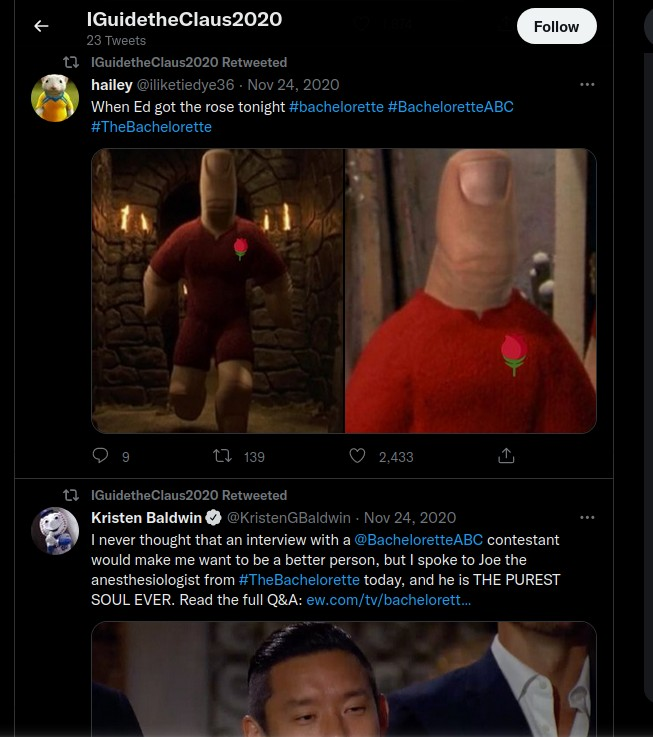 IGuidetheClaus2020
23 Tweets
Follow
IGuidetheClaus2020 Retweeted
hailey @iliketiedye36 · Nov 24, 2020
When Ed got the rose tonight #bachelorette #BacheloretteABC
#TheBachelorette
9 139 2,433
IGuidetheClaus2020 Retweeted
Kristen Baldwin @KristenGBaldwin · Nov 24, 2020
I never thought that an interview with a @BacheloretteABC contestant
would make me want to be a better person, but I spoke to Joe the
anesthesiologist from #TheBachelorette today, and he is THE PUREST
SOUL EVER. Read the full Q&A: ew.com/tv/bachelorett...